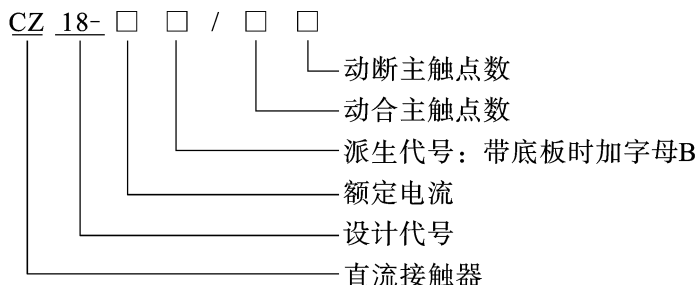 CZ 18-□ □ / □ □
动断主触点数
动合主触点数
派生代号：带底板时加字母B
额定电流
设计代号
直流接触器